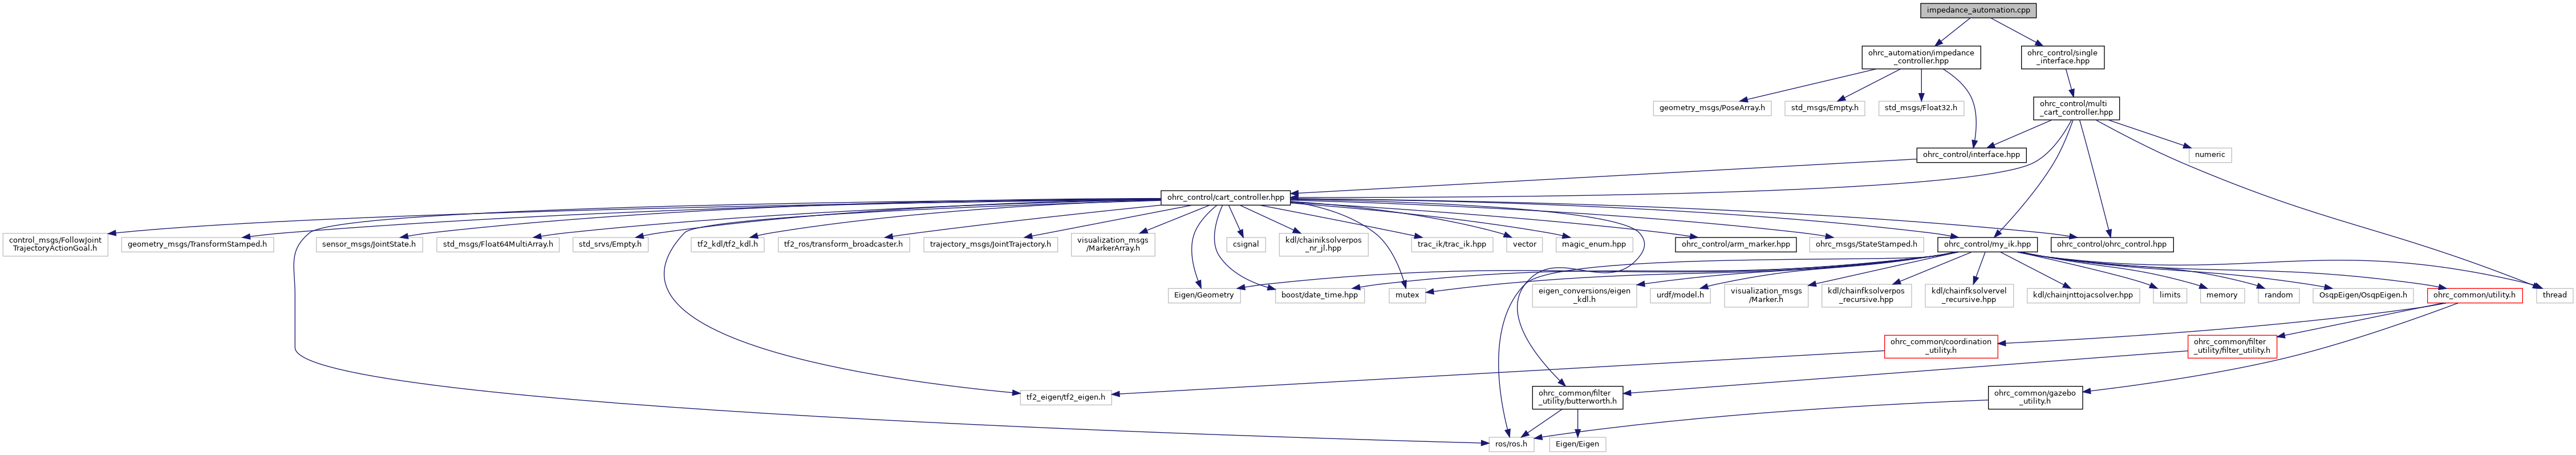 impedance_automation.cpp
ohrc_automation/impedance
_controller.hpp
ohrc_control/single
_interface.hpp
geometry_msgs/PoseArray.h
std_msgs/Empty.h
std_msgs/Float32.h
ohrc_control/multi
_cart_controller.hpp
ohrc_control/interface.hpp
numeric
ohrc_control/cart_controller.hpp
control_msgs/FollowJoint
TrajectoryActionGoal.h
geometry_msgs/TransformStamped.h
sensor_msgs/JointState.h
std_msgs/Float64MultiArray.h
std_srvs/Empty.h
tf2_kdl/tf2_kdl.h
tf2_ros/transform_broadcaster.h
trajectory_msgs/JointTrajectory.h
visualization_msgs
/MarkerArray.h
csignal
kdl/chainiksolverpos
_nr_jl.hpp
trac_ik/trac_ik.hpp
vector
magic_enum.hpp
ohrc_control/arm_marker.hpp
ohrc_msgs/StateStamped.h
ohrc_control/my_ik.hpp
ohrc_control/ohrc_control.hpp
Eigen/Geometry
boost/date_time.hpp
mutex
eigen_conversions/eigen
_kdl.h
urdf/model.h
visualization_msgs
/Marker.h
kdl/chainfksolverpos
_recursive.hpp
kdl/chainfksolvervel
_recursive.hpp
kdl/chainjnttojacsolver.hpp
limits
memory
random
OsqpEigen/OsqpEigen.h
ohrc_common/utility.h
thread
ohrc_common/coordination
_utility.h
ohrc_common/filter
_utility/filter_utility.h
tf2_eigen/tf2_eigen.h
ohrc_common/filter
_utility/butterworth.h
ohrc_common/gazebo
_utility.h
ros/ros.h
Eigen/Eigen